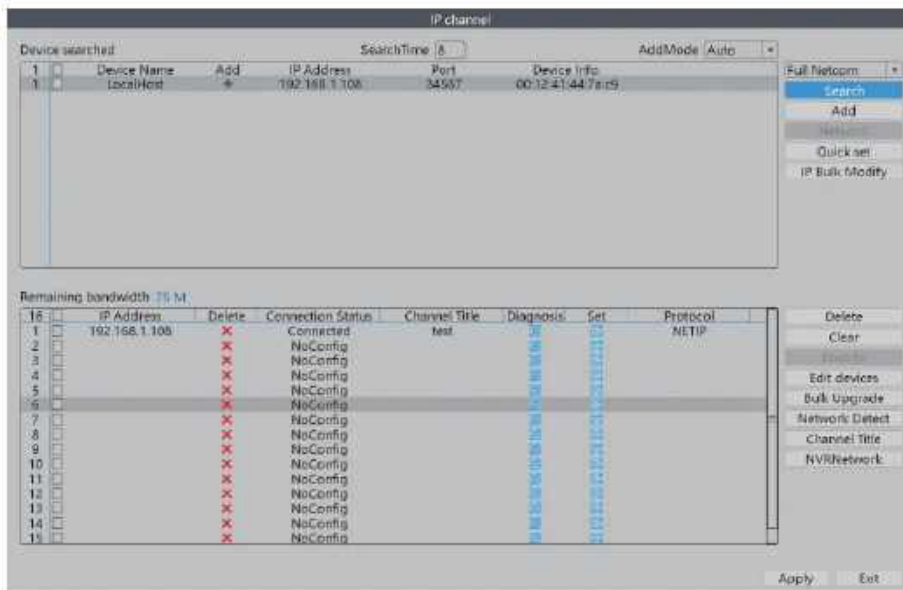 IP channel
Device searched SearchTime 8 AddMode Auto
1 Device Name Add IP Address Port Device Info
1 LocalHost + 192.168.1.108 34567
Search
Add
Quick set
IP Bulk Modify
Remaining bandwidth 75 M
16 IP Address Delete Connection Status Channel Title Diagnosis Set Protocol
1 192.168.1.108 Connected test NETIP
2 NoConfig
3 NoConfig
4 NoConfig
5 NoConfig
6 NoConfig
7 NoConfig
8 NoConfig
9 NoConfig
10 NoConfig
11 NoConfig
12 NoConfig
13 NoConfig
14 NoConfig
15 NoConfig
Delete
Clear
Edit devices
Bulk Upgrade
Network Detect
Channel Title
NVRNetwork
Apply Exit